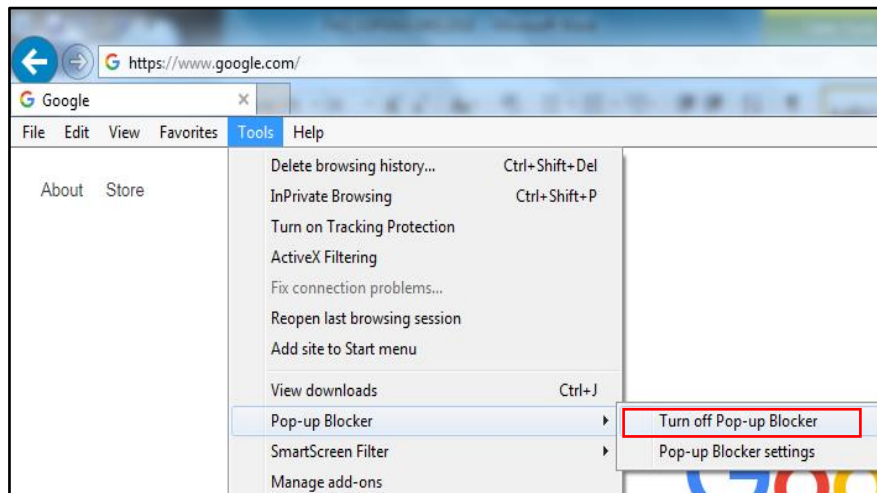 G https://www.google.com/
G Google
File Edit View Favorites Tools Help
About Store
Delete browsing history... Ctrl+Shift+Del
InPrivate Browsing Ctrl+Shift+P
Turn on Tracking Protection
ActiveX Filtering
Fix connection problems...
Reopen last browsing session
Add site to Start menu
View downloads Ctrl+J
Pop-up Blocker
Turn off Pop-up Blocker
SmartScreen Filter
Pop-up Blocker settings
Manage add-ons